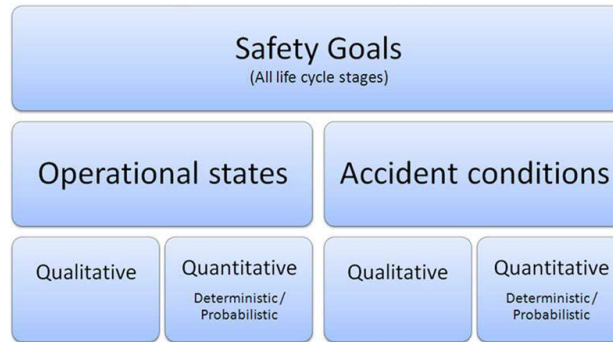 Safety Goals
(All life cycle stages)
Operational states
Accident conditions
Qualitative
Quantitative
Deterministic/
Probabilistic
Qualitative
Quantitative
Deterministic/
Probabilistic